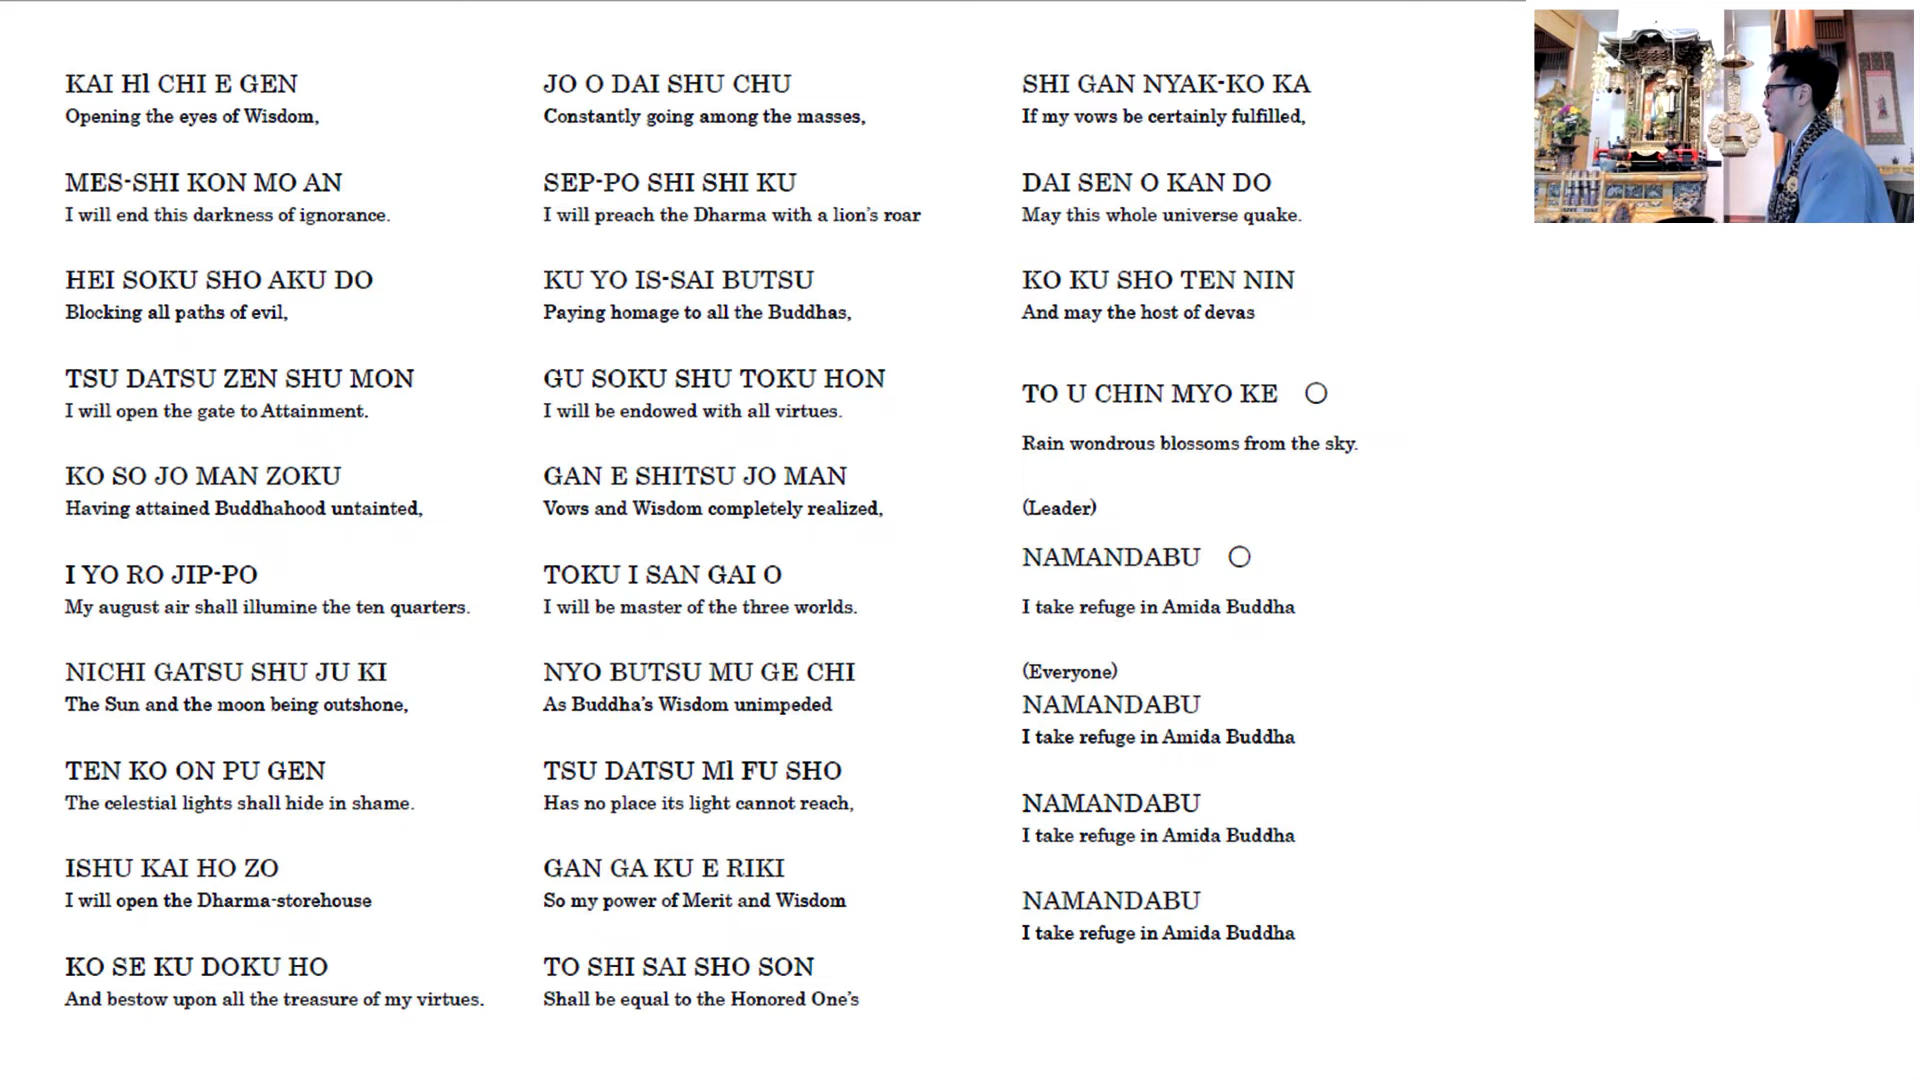 KAI Hl CHI E GEN
Opening the eyes of Wisdom,
MES-SHI KON MO AN
I will end this darkness of ignorance.
HEI SOKU SHO AKU DO
Blocking all paths of evil,
TSU DATSU ZEN SHU MON
I will open the gate to Attainment.
KO SO JO MAN ZOKU
Having attained Buddhahood untainted,
I YO RO JIP-PO
My august air shall illumine the ten quarters.
NICHI GATSU SHU JU KI
The Sun and the moon being outshone,
TEN KO ON PU GEN
The celestial lights shall hide in shame.
ISHU KAI HO ZO
I will open the Dharma-storehouse
KO SE KU DOKU HO
And bestow upon all the treasure of my virtues.
JO O DAI SHU CHU
Constantly going among the masses,
SEP-PO SHI SHI KU
I will preach the Dharma with a lion's roar
KU YO IS-SAI BUTSU
Paying homage to all the Buddhas,
GU SOKU SHU TOKU HON
I will be endowed with all virtues.
GAN E SHITSU JO MAN
Vows and Wisdom completely realized,
TOKU I SAN GAI O
I will be master of the three worlds.
NYO BUTSU MU GE CHI
As Buddha's Wisdom unimpeded
TSU DATSU Ml FU SHO
Has no place its light cannot reach,
GAN GA KU E RIKI
So my power of Merit and Wisdom
TO SHI SAI SHO SON
Shall be equal to the Honored One's
SHI GAN NYAK-KO KA
If my vows be certainly fulfilled,
DAI SEN O KAN DO
May this whole universe quake.
KO KU SHO TEN NIN
And may the host of devas
TO U CHIN MYO KE ○
Rain wondrous blossoms from the sky.
(Leader)
NAMANDABU ○
I take refuge in Amida Buddha
(Everyone)
NAMANDABU
I take refuge in Amida Buddha
NAMANDABU
I take refuge in Amida Buddha
NAMANDABU
I take refuge in Amida Buddha